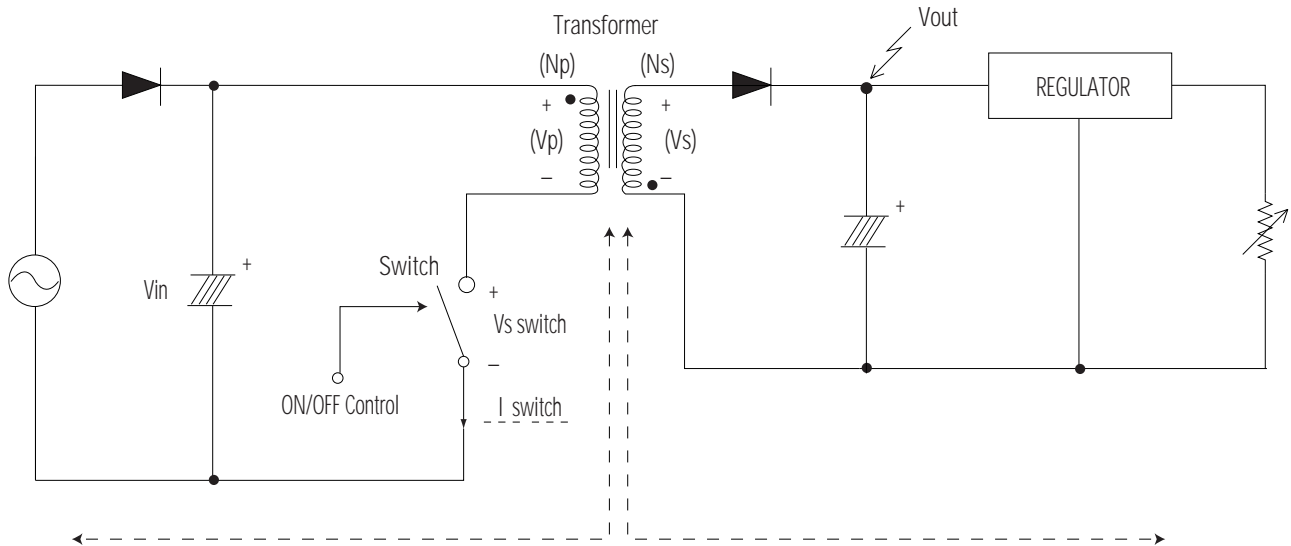 Transformer
Vout
(Np)
(Ns)
REGULATOR
+
+
(Vp)
(Vs)
–
–
+
Switch
+
Vin
+
Vs switch
–
ON/OFF Control
I switch